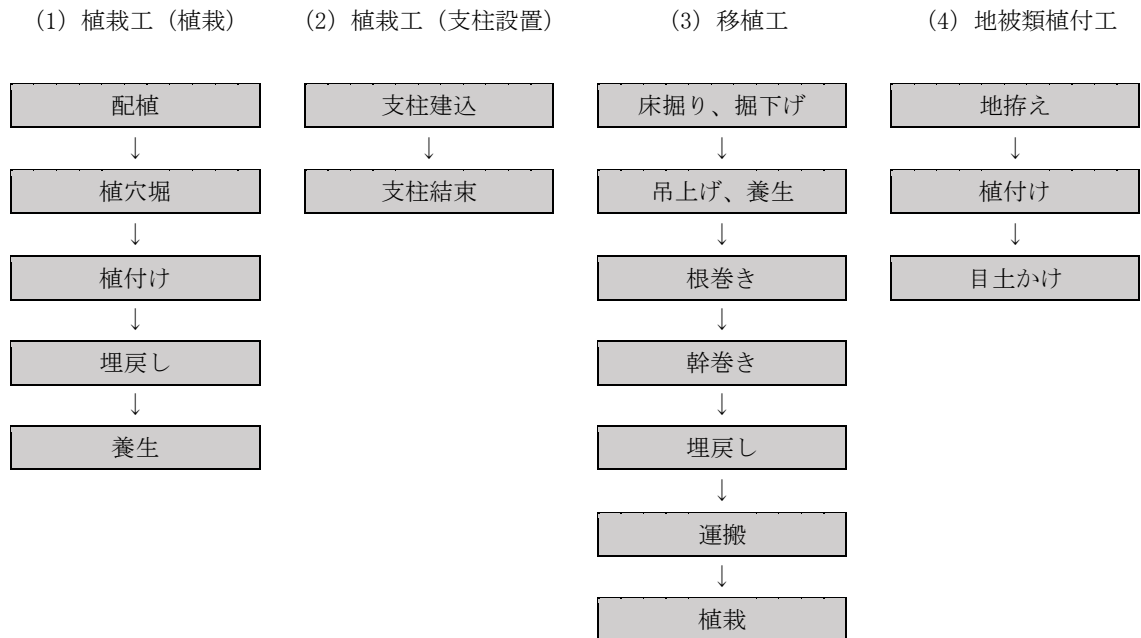 (1) 植栽工（植栽）
配植
↓
植穴堀
↓
植付け
↓
埋戻し
↓
養生
(2) 植栽工（支柱設置）
支柱建込
↓
支柱結束
(3) 移植工
床掘り、掘下げ
↓
吊上げ、養生
↓
根巻き
↓
幹巻き
↓
埋戻し
↓
運搬
↓
植栽
(4) 地被類植付工
地拵え
↓
植付け
↓
目土かけ